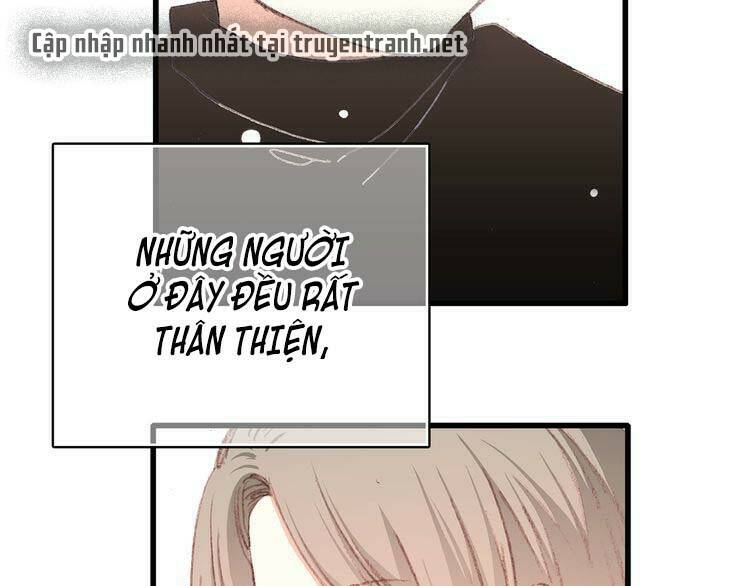 Cập nhập nhanh nhất tại truyentranh.net
NHỮNG NGƯỜI
Ở ĐÂY ĐỀU RẤT
THÂN THIỆN,